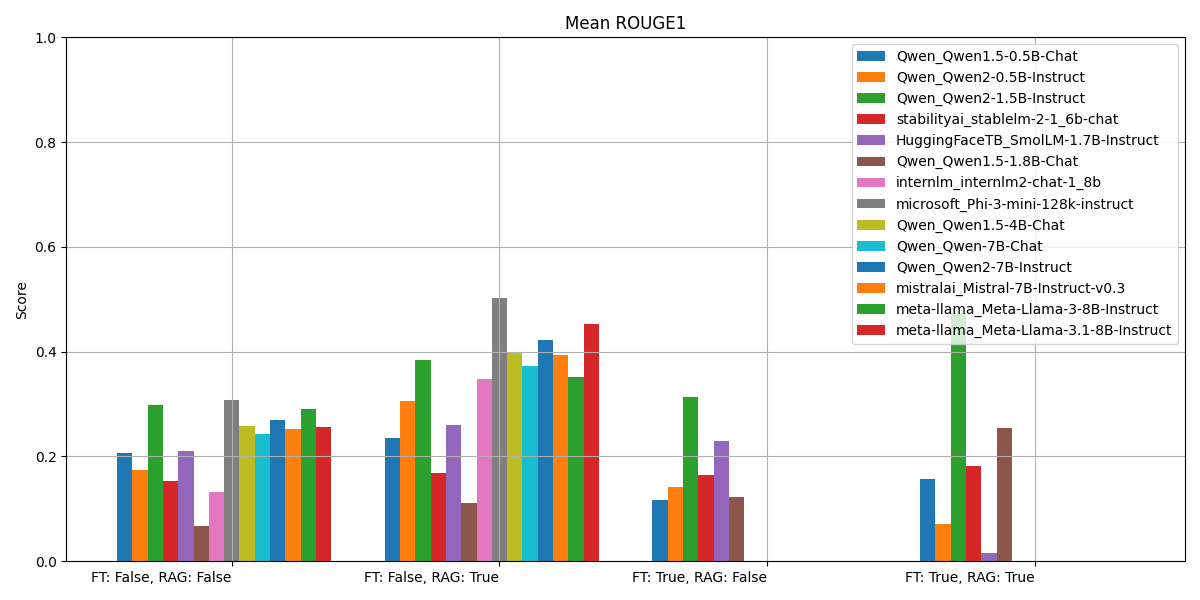 Mean ROUGE1
1.0
0.8
0.6
0.4
0.2
0.0
Score
Qwen_Qwen1.5-0.5B-Chat
Qwen_Qwen2-0.5B-Instruct
Qwen_Qwen2-1.5B-Instruct
stabilityai_stablelm-2-1_6b-chat
HuggingFaceTB_SmolLM-1.7B-Instruct
Qwen_Qwen1.5-1.8B-Chat
internlm_internlm2-chat-1_8b
microsoft_Phi-3-mini-128k-instruct
Qwen_Qwen1.5-4B-Chat
Qwen_Qwen-7B-Chat
Qwen_Qwen2-7B-Instruct
mistralai_Mistral-7B-Instruct-v0.3
meta-llama_Meta-Llama-3-8B-Instruct
meta-llama_Meta-Llama-3.1-8B-Instruct
FT: False, RAG: False
FT: False, RAG: True
FT: True, RAG: False
FT: True, RAG: True